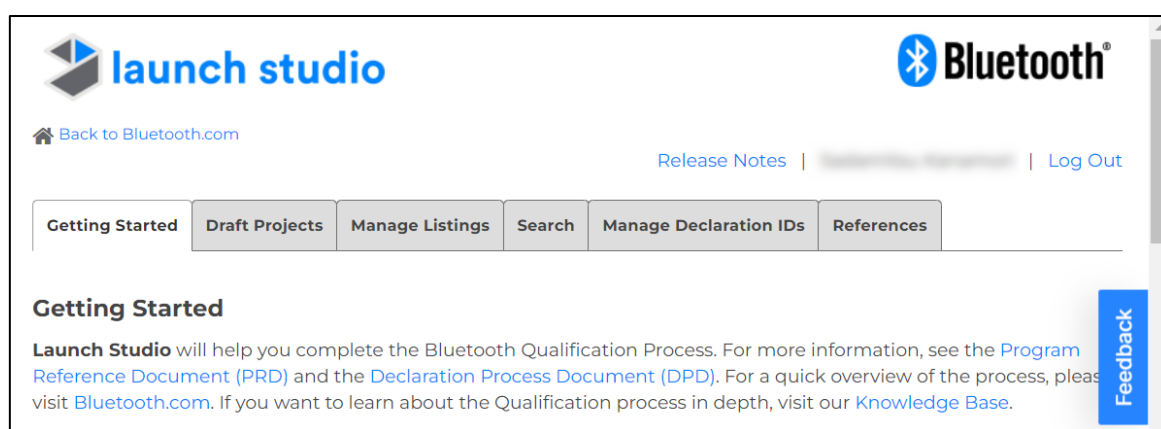 launch studio
Bluetooth®
Back to Bluetooth.com
Release Notes | | Log Out
Getting Started Draft Projects Manage Listings Search Manage Declaration IDs References
Getting Started
Launch Studio will help you complete the Bluetooth Qualification Process. For more information, see the Program
Reference Document (PRD) and the Declaration Process Document (DPD). For a quick overview of the process, pleas
visit Bluetooth.com. If you want to learn about the Qualification process in depth, visit our Knowledge Base.
Feedback